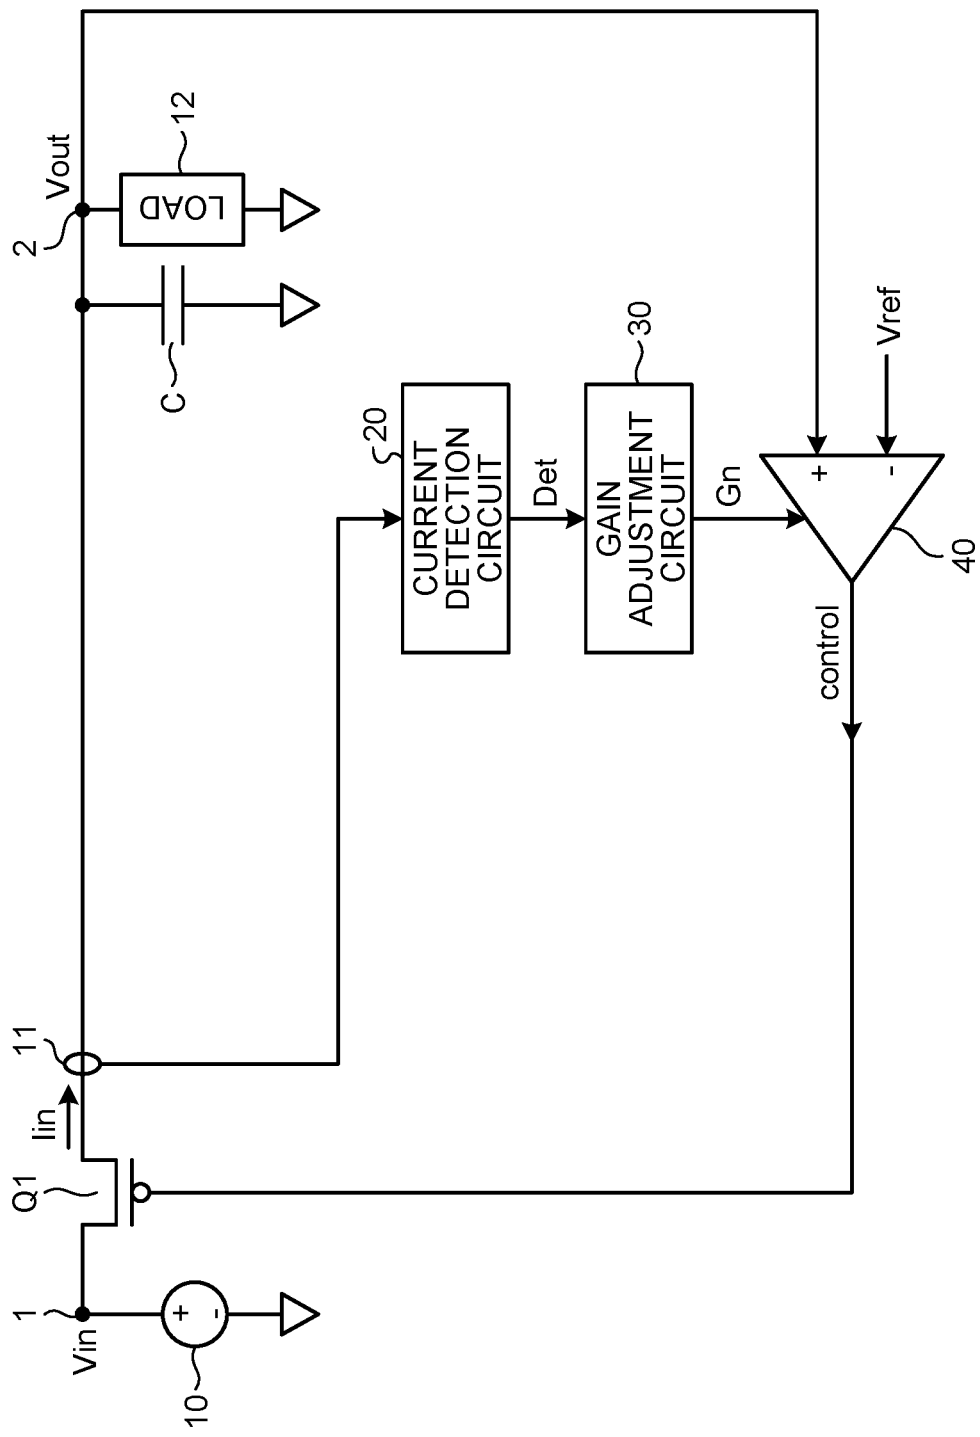 1
Vin
10
+
-
Q1
Iin
11
2
Vout
C
LOAD
12
20
CURRENT
DETECTION
CIRCUIT
Det
30
GAIN
ADJUSTMENT
CIRCUIT
Gn
control
+
-
40
Vref